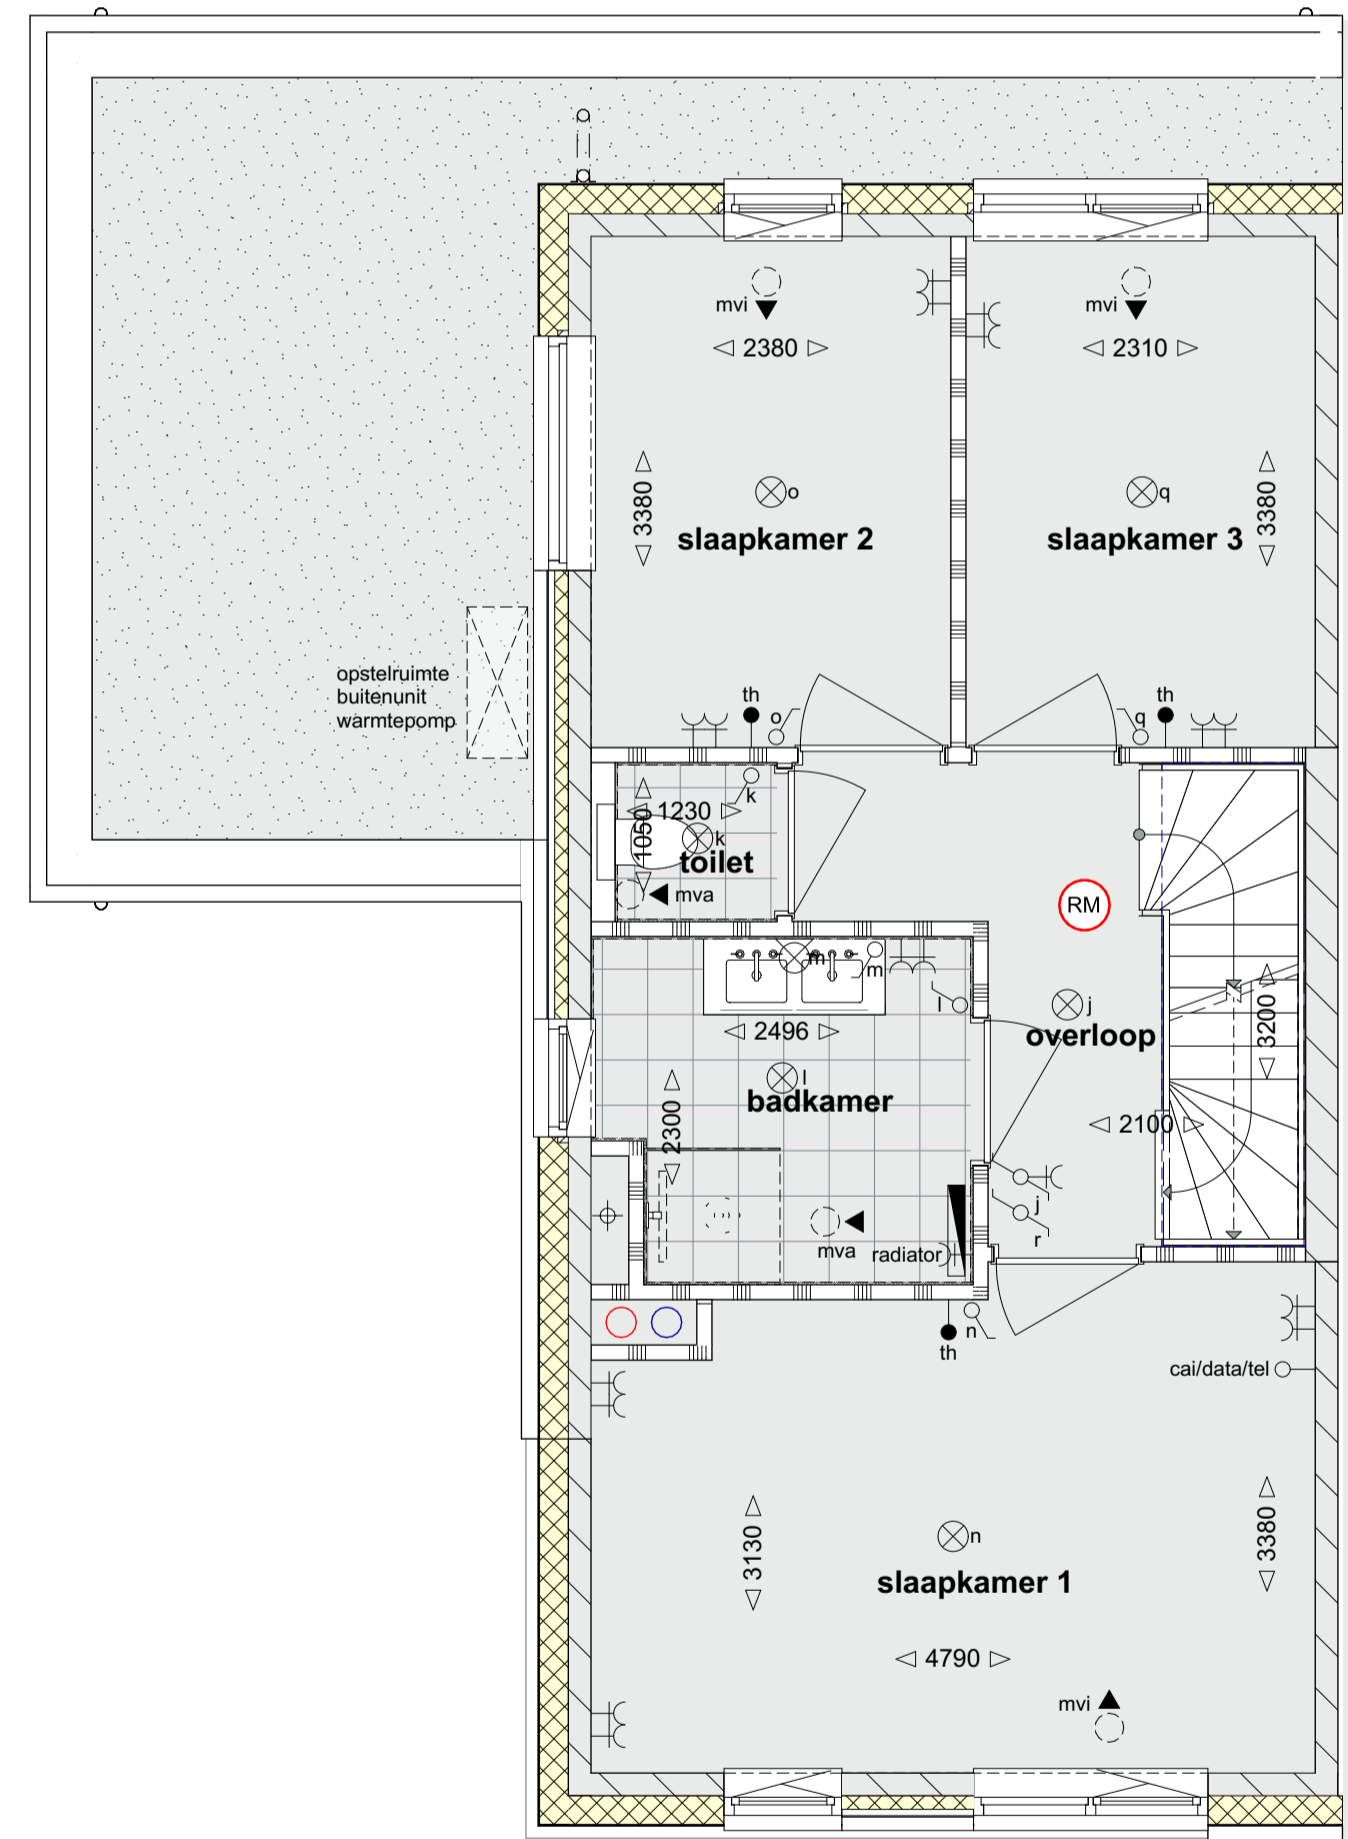 mvi
mvi
2380
2310
3380
3380
o
q
slaapkamer 2
slaapkamer 3
opstelruimte
buitenunit
warmtepomp
th
o
q
th
k
1230
1050
k
toilet
mva
RM
m
m
l
j
2496
overloop
3200
l
badkamer
2300
2100
j
r
mva
radiator
n
th
cai/data/tel
3130
3380
n
slaapkamer 1
4790
mvi